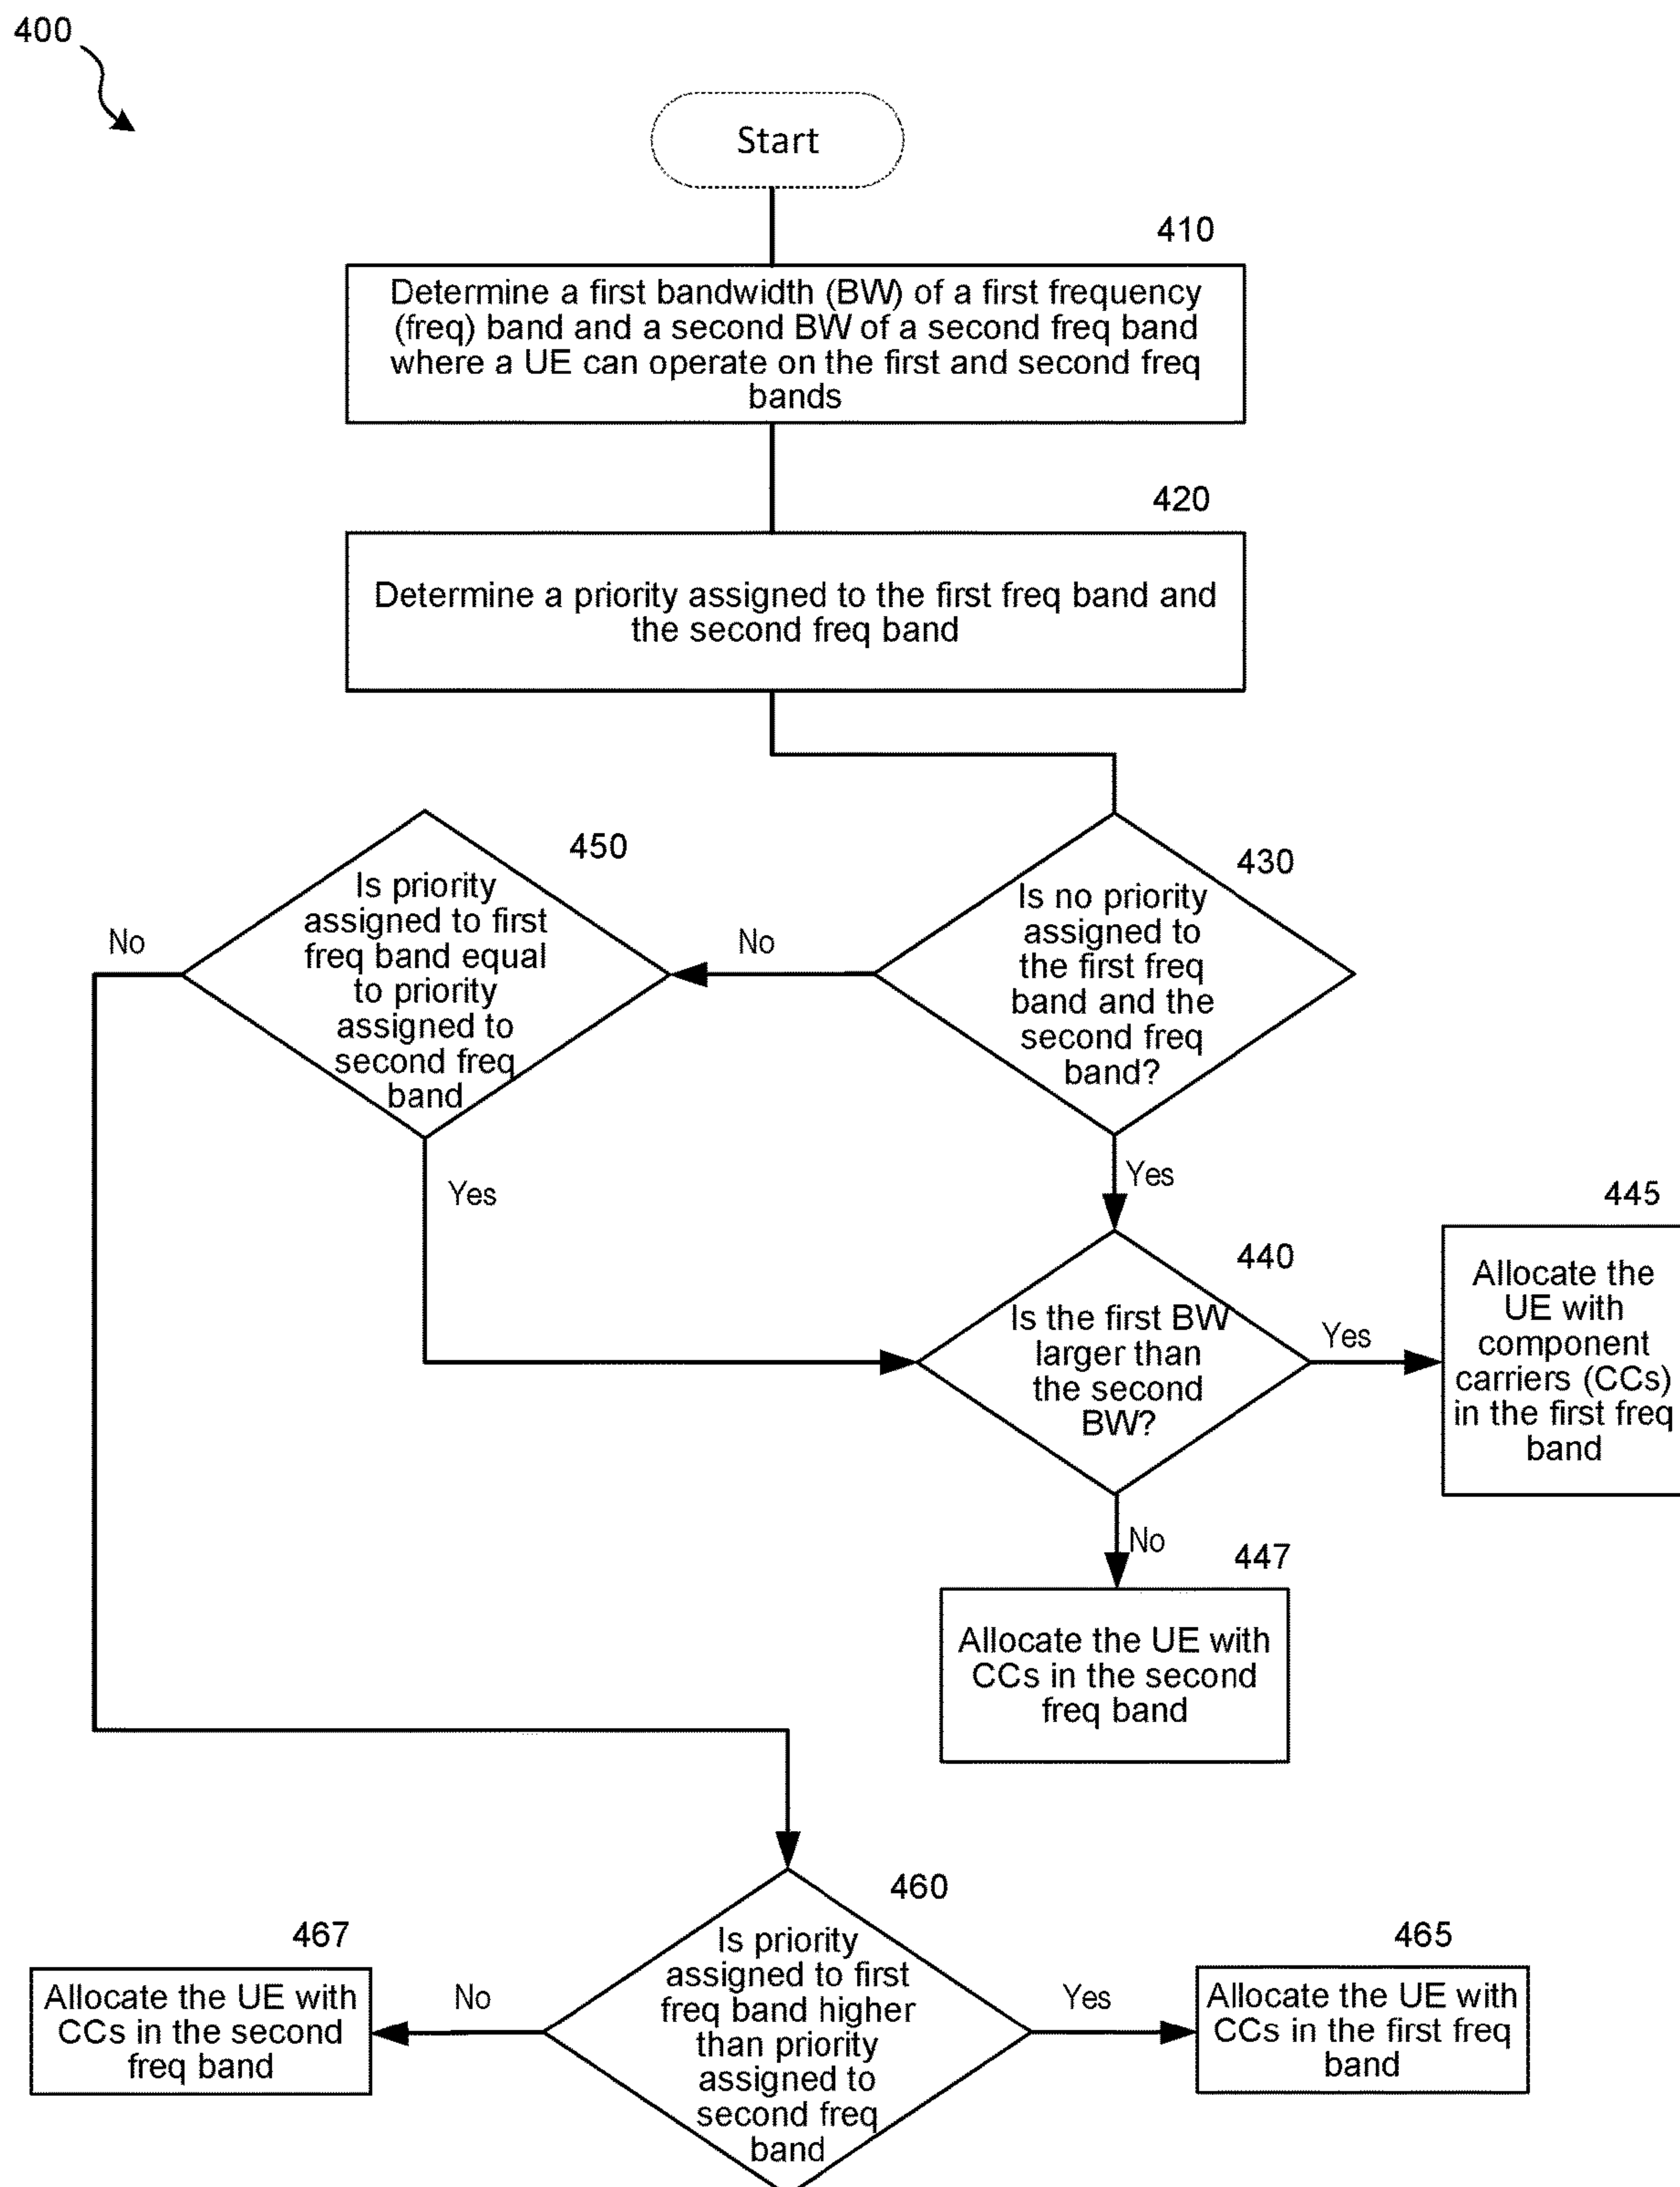 400
Start
410
Determine a first bandwidth (BW) of a first frequency
(freq) band and a second BW of a second freq band
where a UE can operate on the first and second freq
bands
420
Determine a priority assigned to the first freq band and
the second freq band
450
Is priority
assigned to first
freq band equal
to priority
assigned to
second freq
band
No
Yes
No
430
Is no priority
assigned to
the first freq
band and the
second freq
band?
Yes
440
Is the first BW
larger than
the second
BW?
Yes
445
Allocate the
UE with
component
carriers (CCs)
in the first freq
band
No
447
Allocate the UE with
CCs in the second
freq band
460
Is priority
assigned to first
freq band higher
than priority
assigned to
second freq
band
No
467
Allocate the UE with
CCs in the second
freq band
Yes
465
Allocate the UE with
CCs in the first freq
band